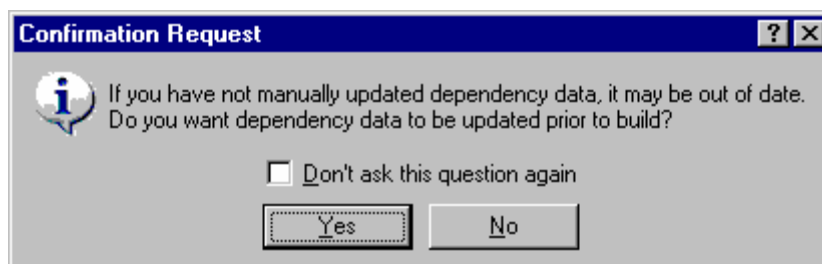 Confirmation Request
If you have not manually updated dependency data, it may be out of date.
Do you want dependency data to be updated prior to build?
Don't ask this question again
Yes No